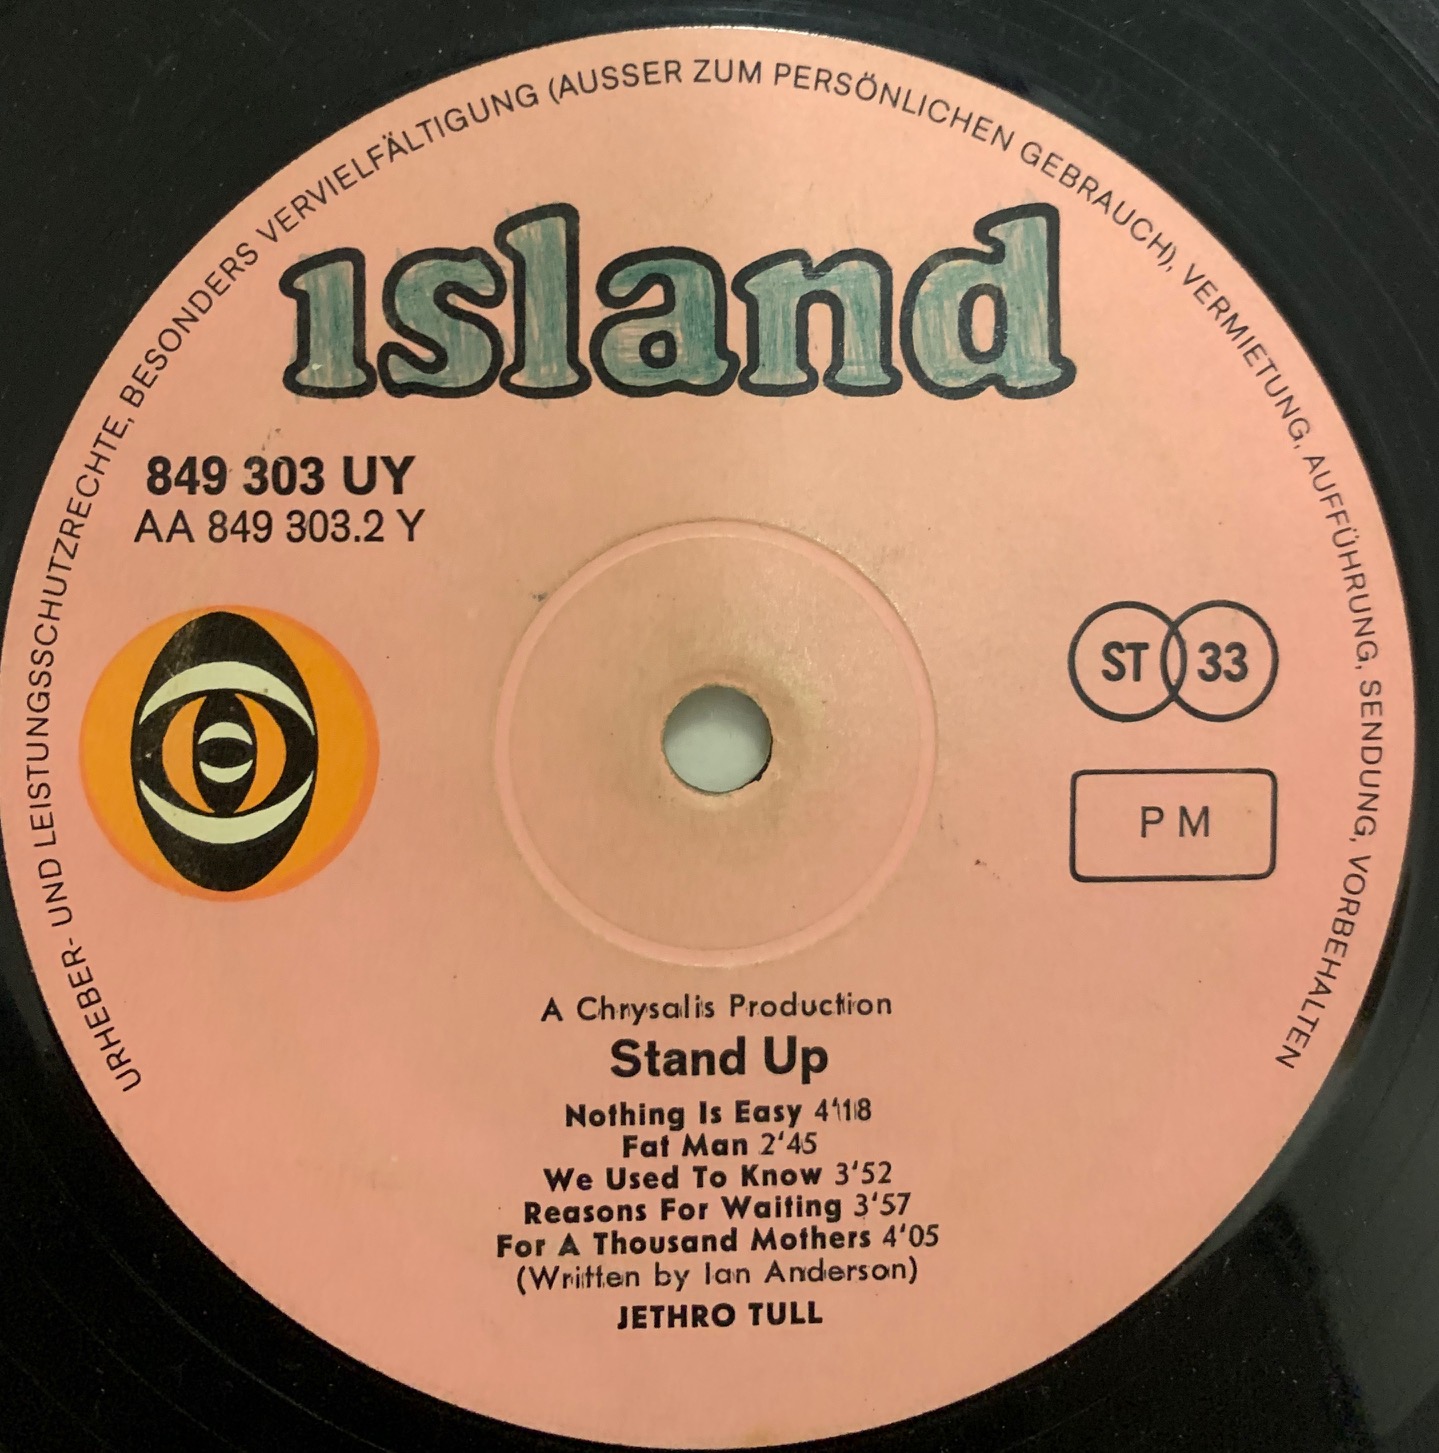 URHEBER- UND LEISTUNGSSCHUTZRECHTE, BESONDERS VERVIELFÄLTIGUNG (AUSSER ZUM PERSÖNLICHEN GEBRAUCH), VERMIETUNG, AUFFÜHRUNG, SENDUNG, VORBEHALTEN
ısland
849 303 UY
AA 849 303.2 Y
ST 33
P M
A Chrysalis Production
Stand Up
Nothing Is Easy 4'18
Fat Man 2'45
We Used To Know 3'52
Reasons For Waiting 3'57
For A Thousand Mothers 4'05
(Written by Ian Anderson)
JETHRO TULL